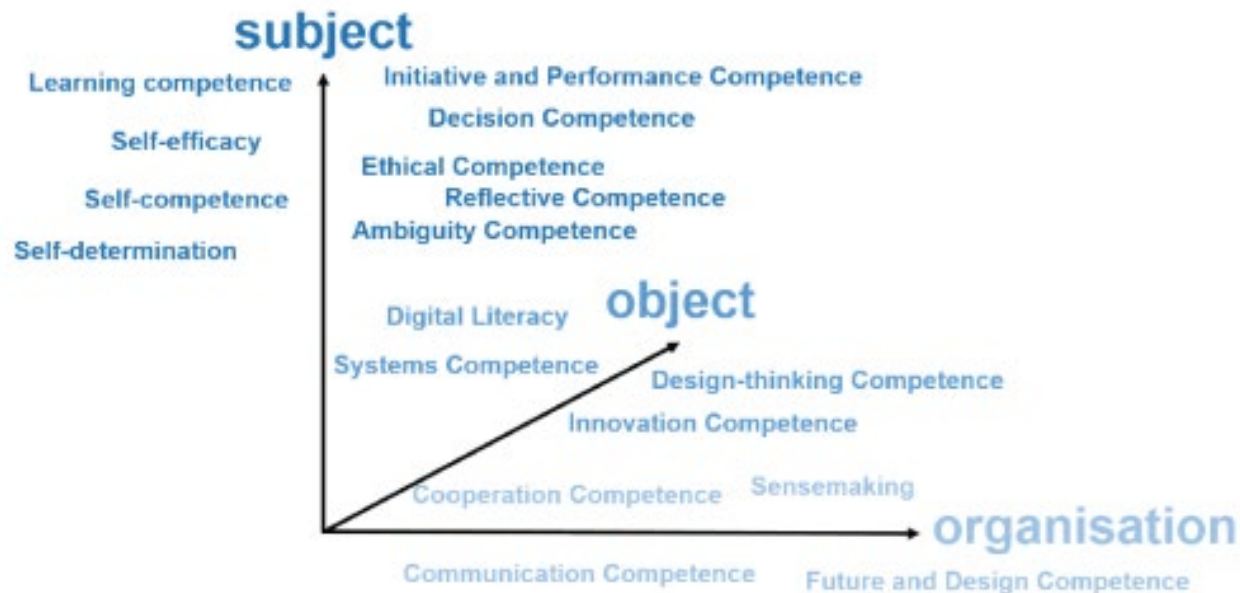 subject
Learning competence
Initiative and Performance Competence
Decision Competence
Self-efficacy
Ethical Competence
Self-competence
Reflective Competence
Ambiguity Competence
Self-determination
object
Digital Literacy
Systems Competence
Design-thinking Competence
Innovation Competence
Cooperation Competence
Sensemaking
organisation
Communication Competence
Future and Design Competence